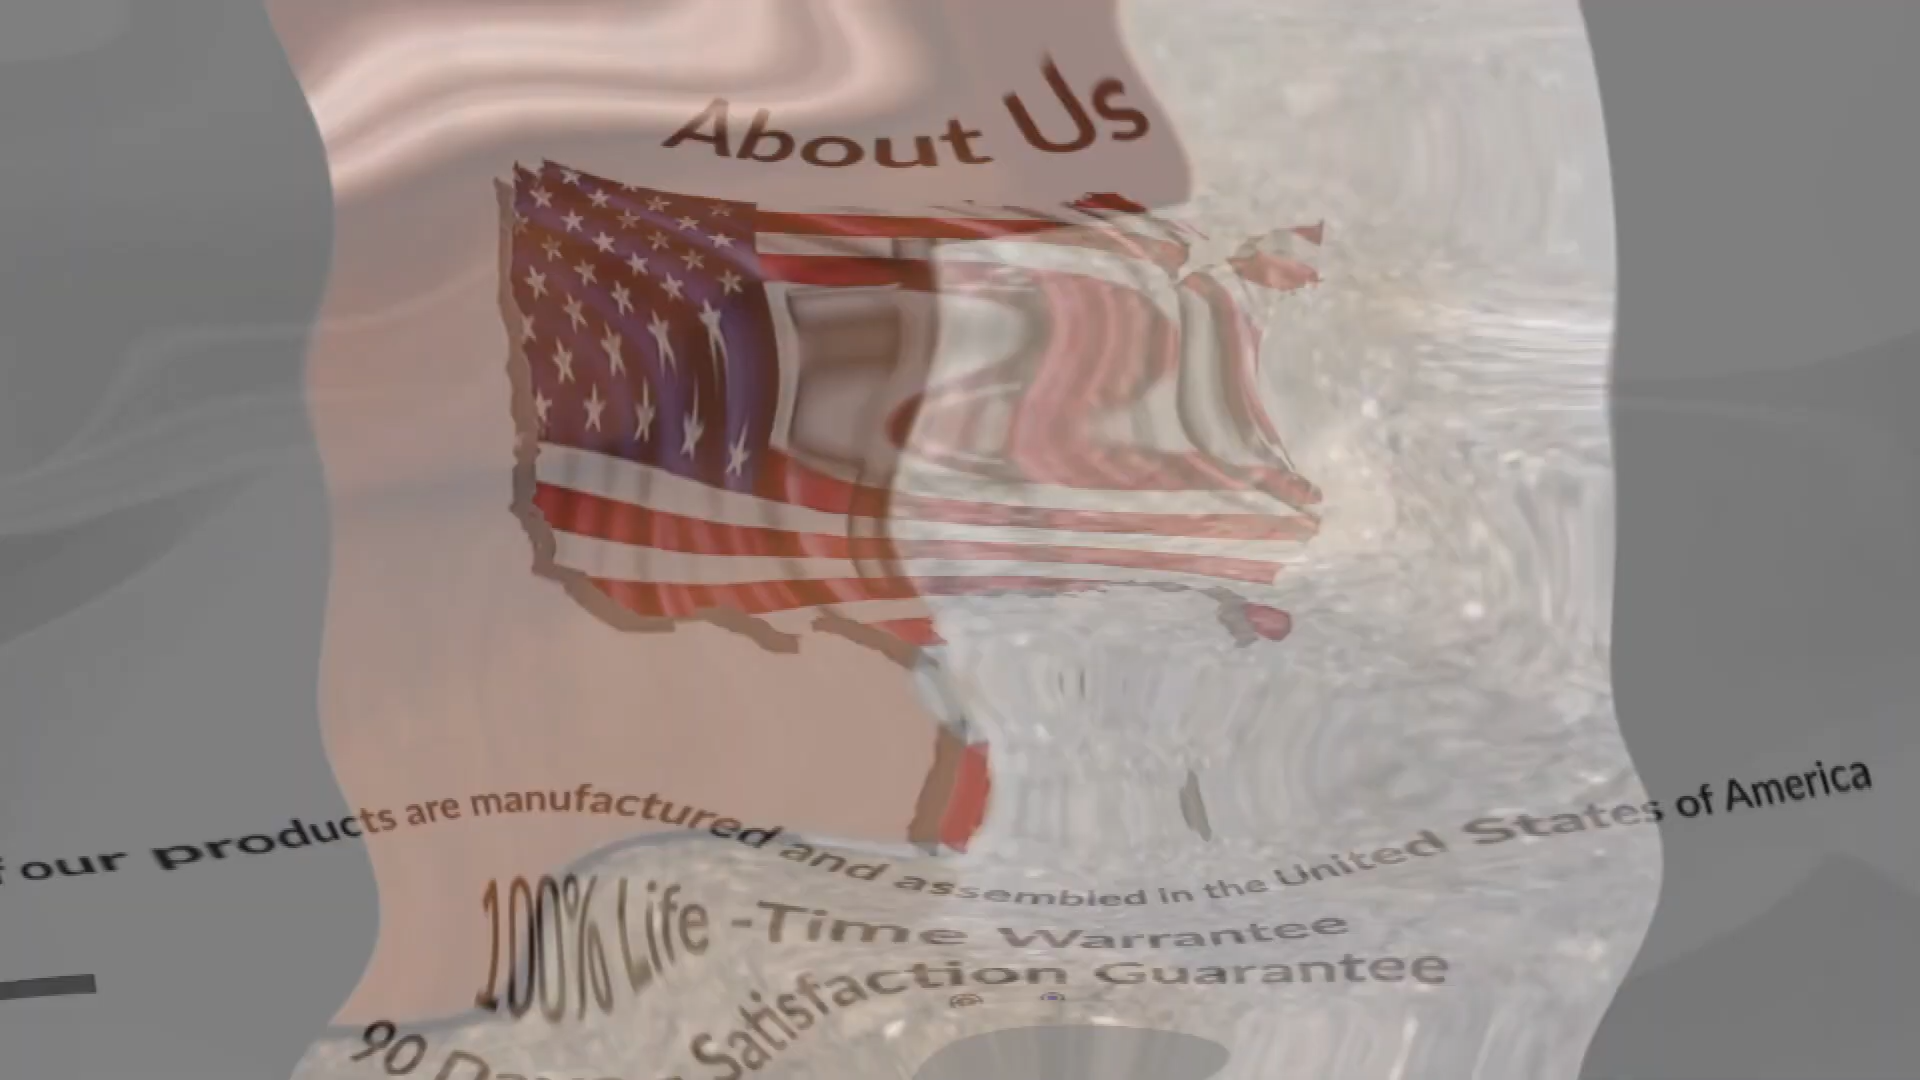 About Us
our products are manufactured and assembled in the United States of America
100% Life -Time Warrantee
90 Days - Satisfaction Guarantee